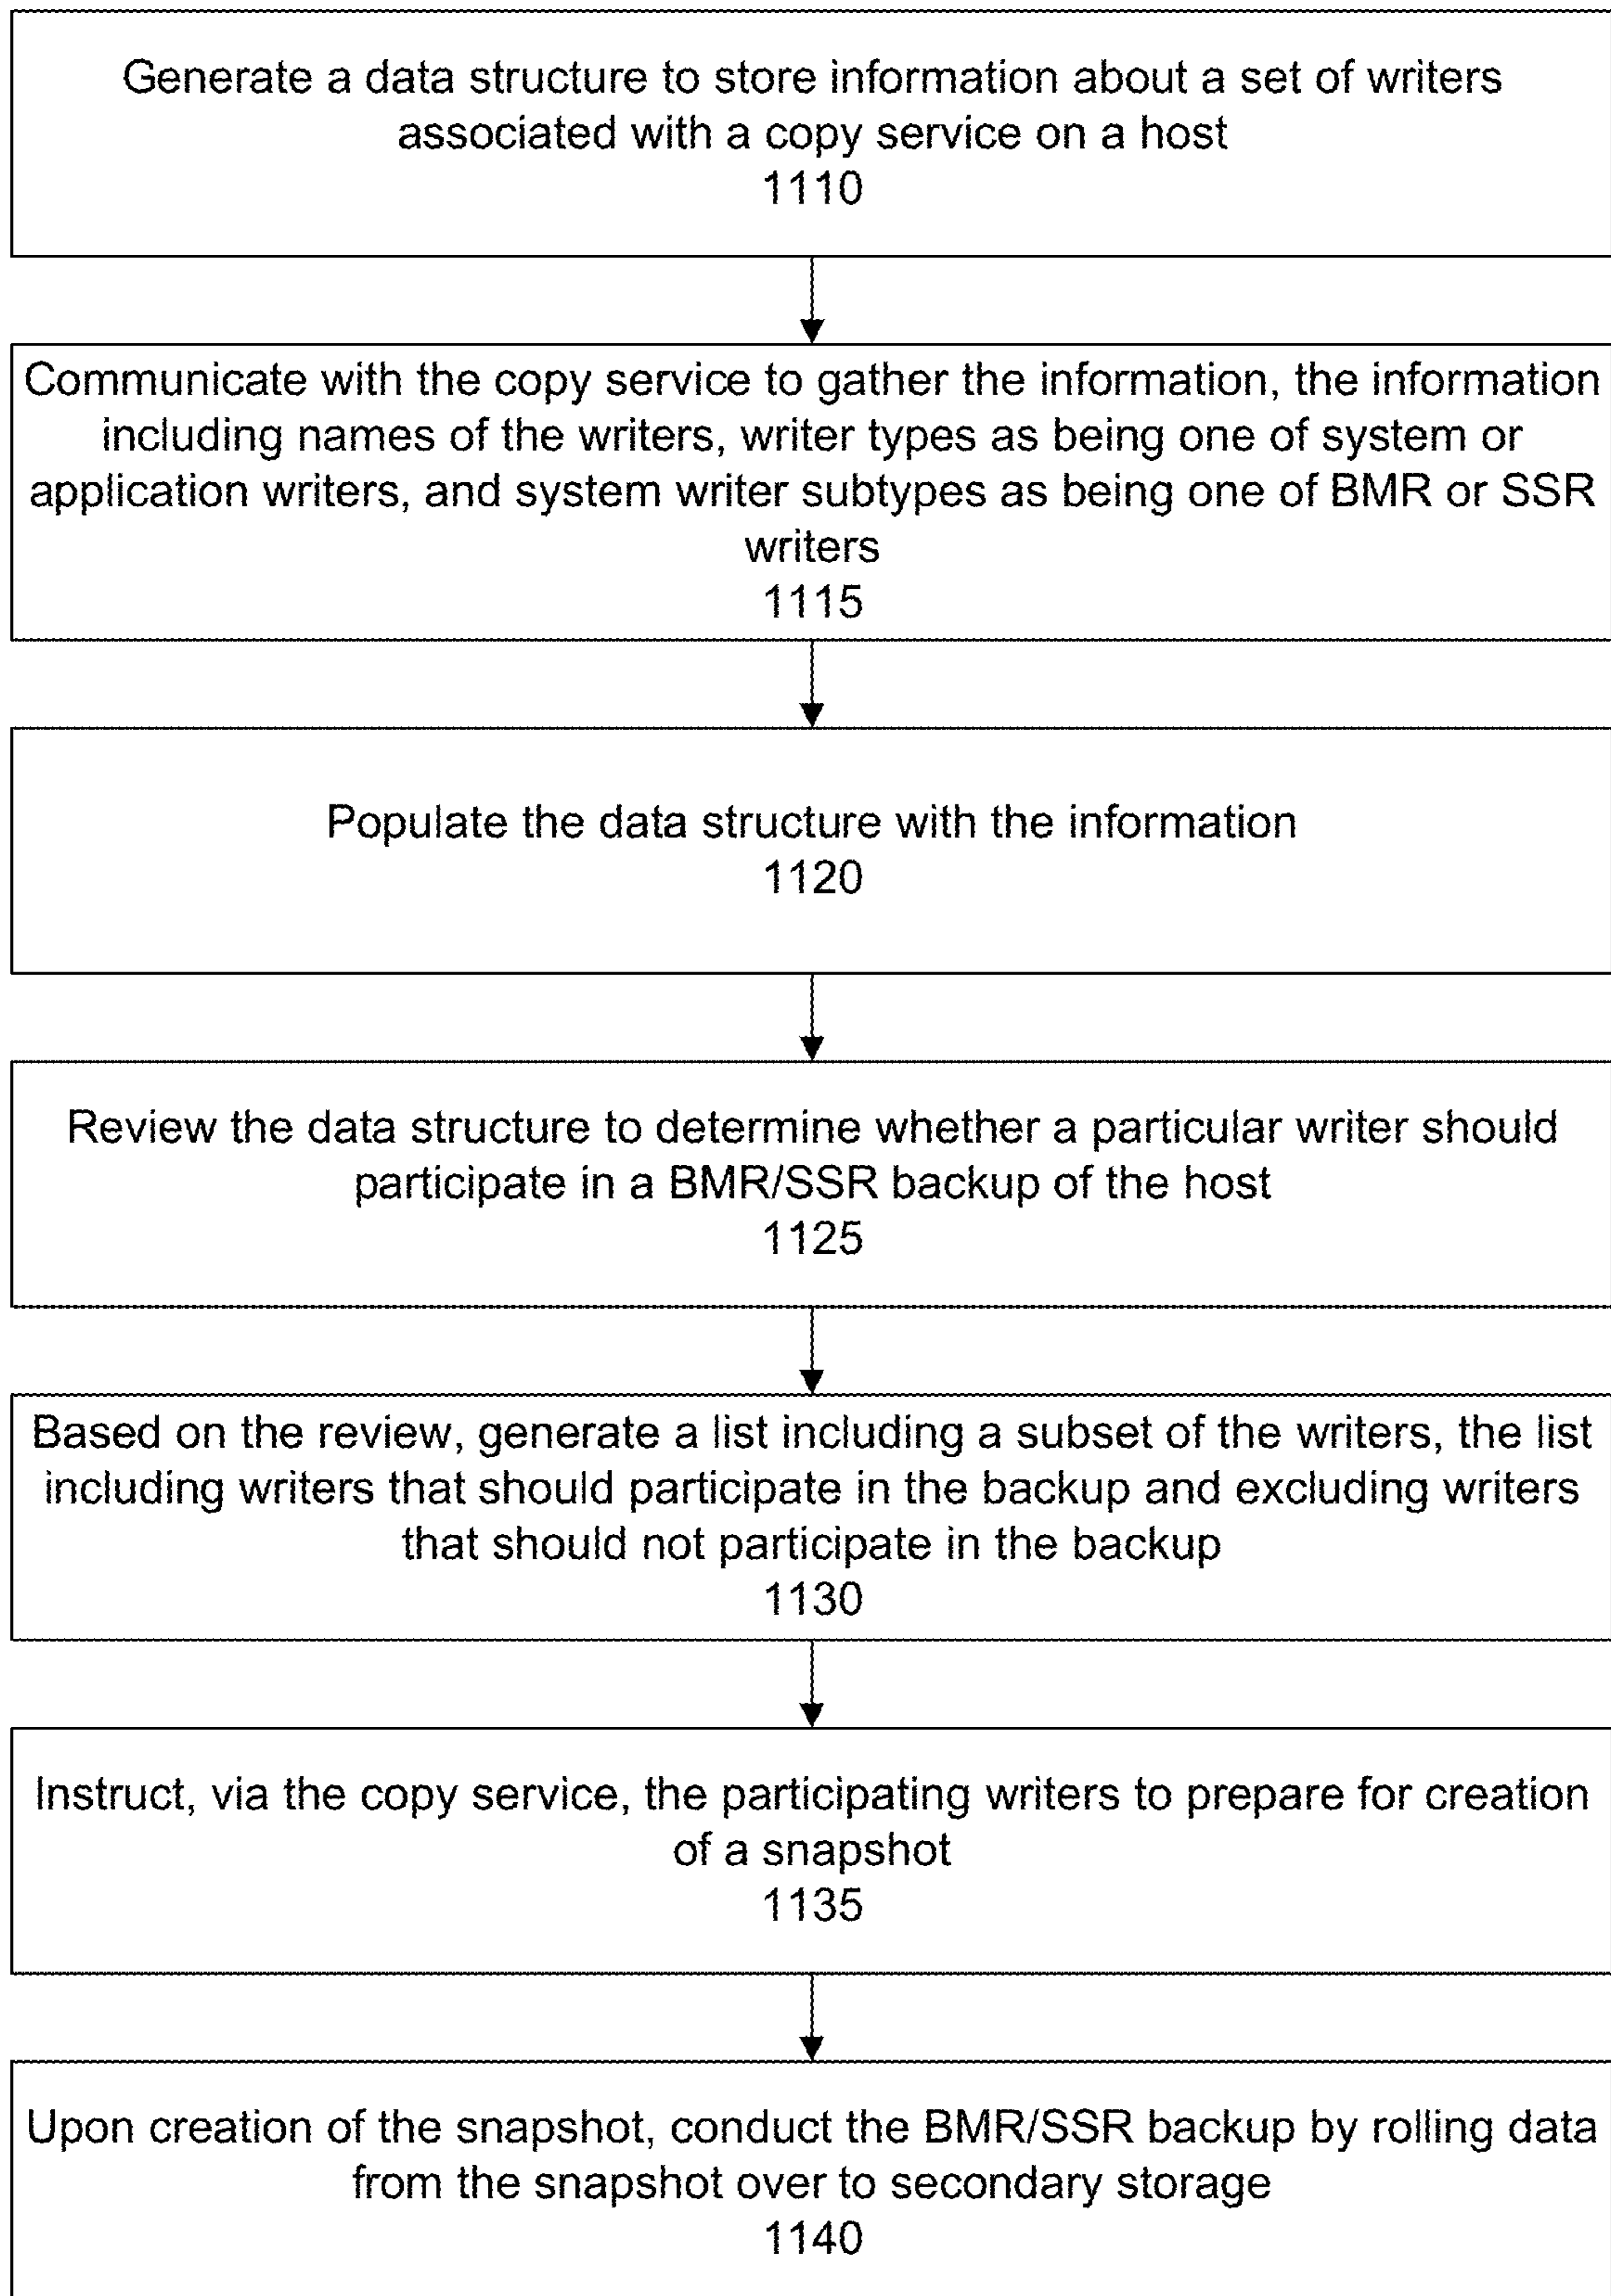 Generate a data structure to store information about a set of writers
associated with a copy service on a host
1110
Communicate with the copy service to gather the information, the information
including names of the writers, writer types as being one of system or
application writers, and system writer subtypes as being one of BMR or SSR
writers
1115
Populate the data structure with the information
1120
Review the data structure to determine whether a particular writer should
participate in a BMR/SSR backup of the host
1125
Based on the review, generate a list including a subset of the writers, the list
including writers that should participate in the backup and excluding writers
that should not participate in the backup
1130
Instruct, via the copy service, the participating writers to prepare for creation
of a snapshot
1135
Upon creation of the snapshot, conduct the BMR/SSR backup by rolling data
from the snapshot over to secondary storage
1140